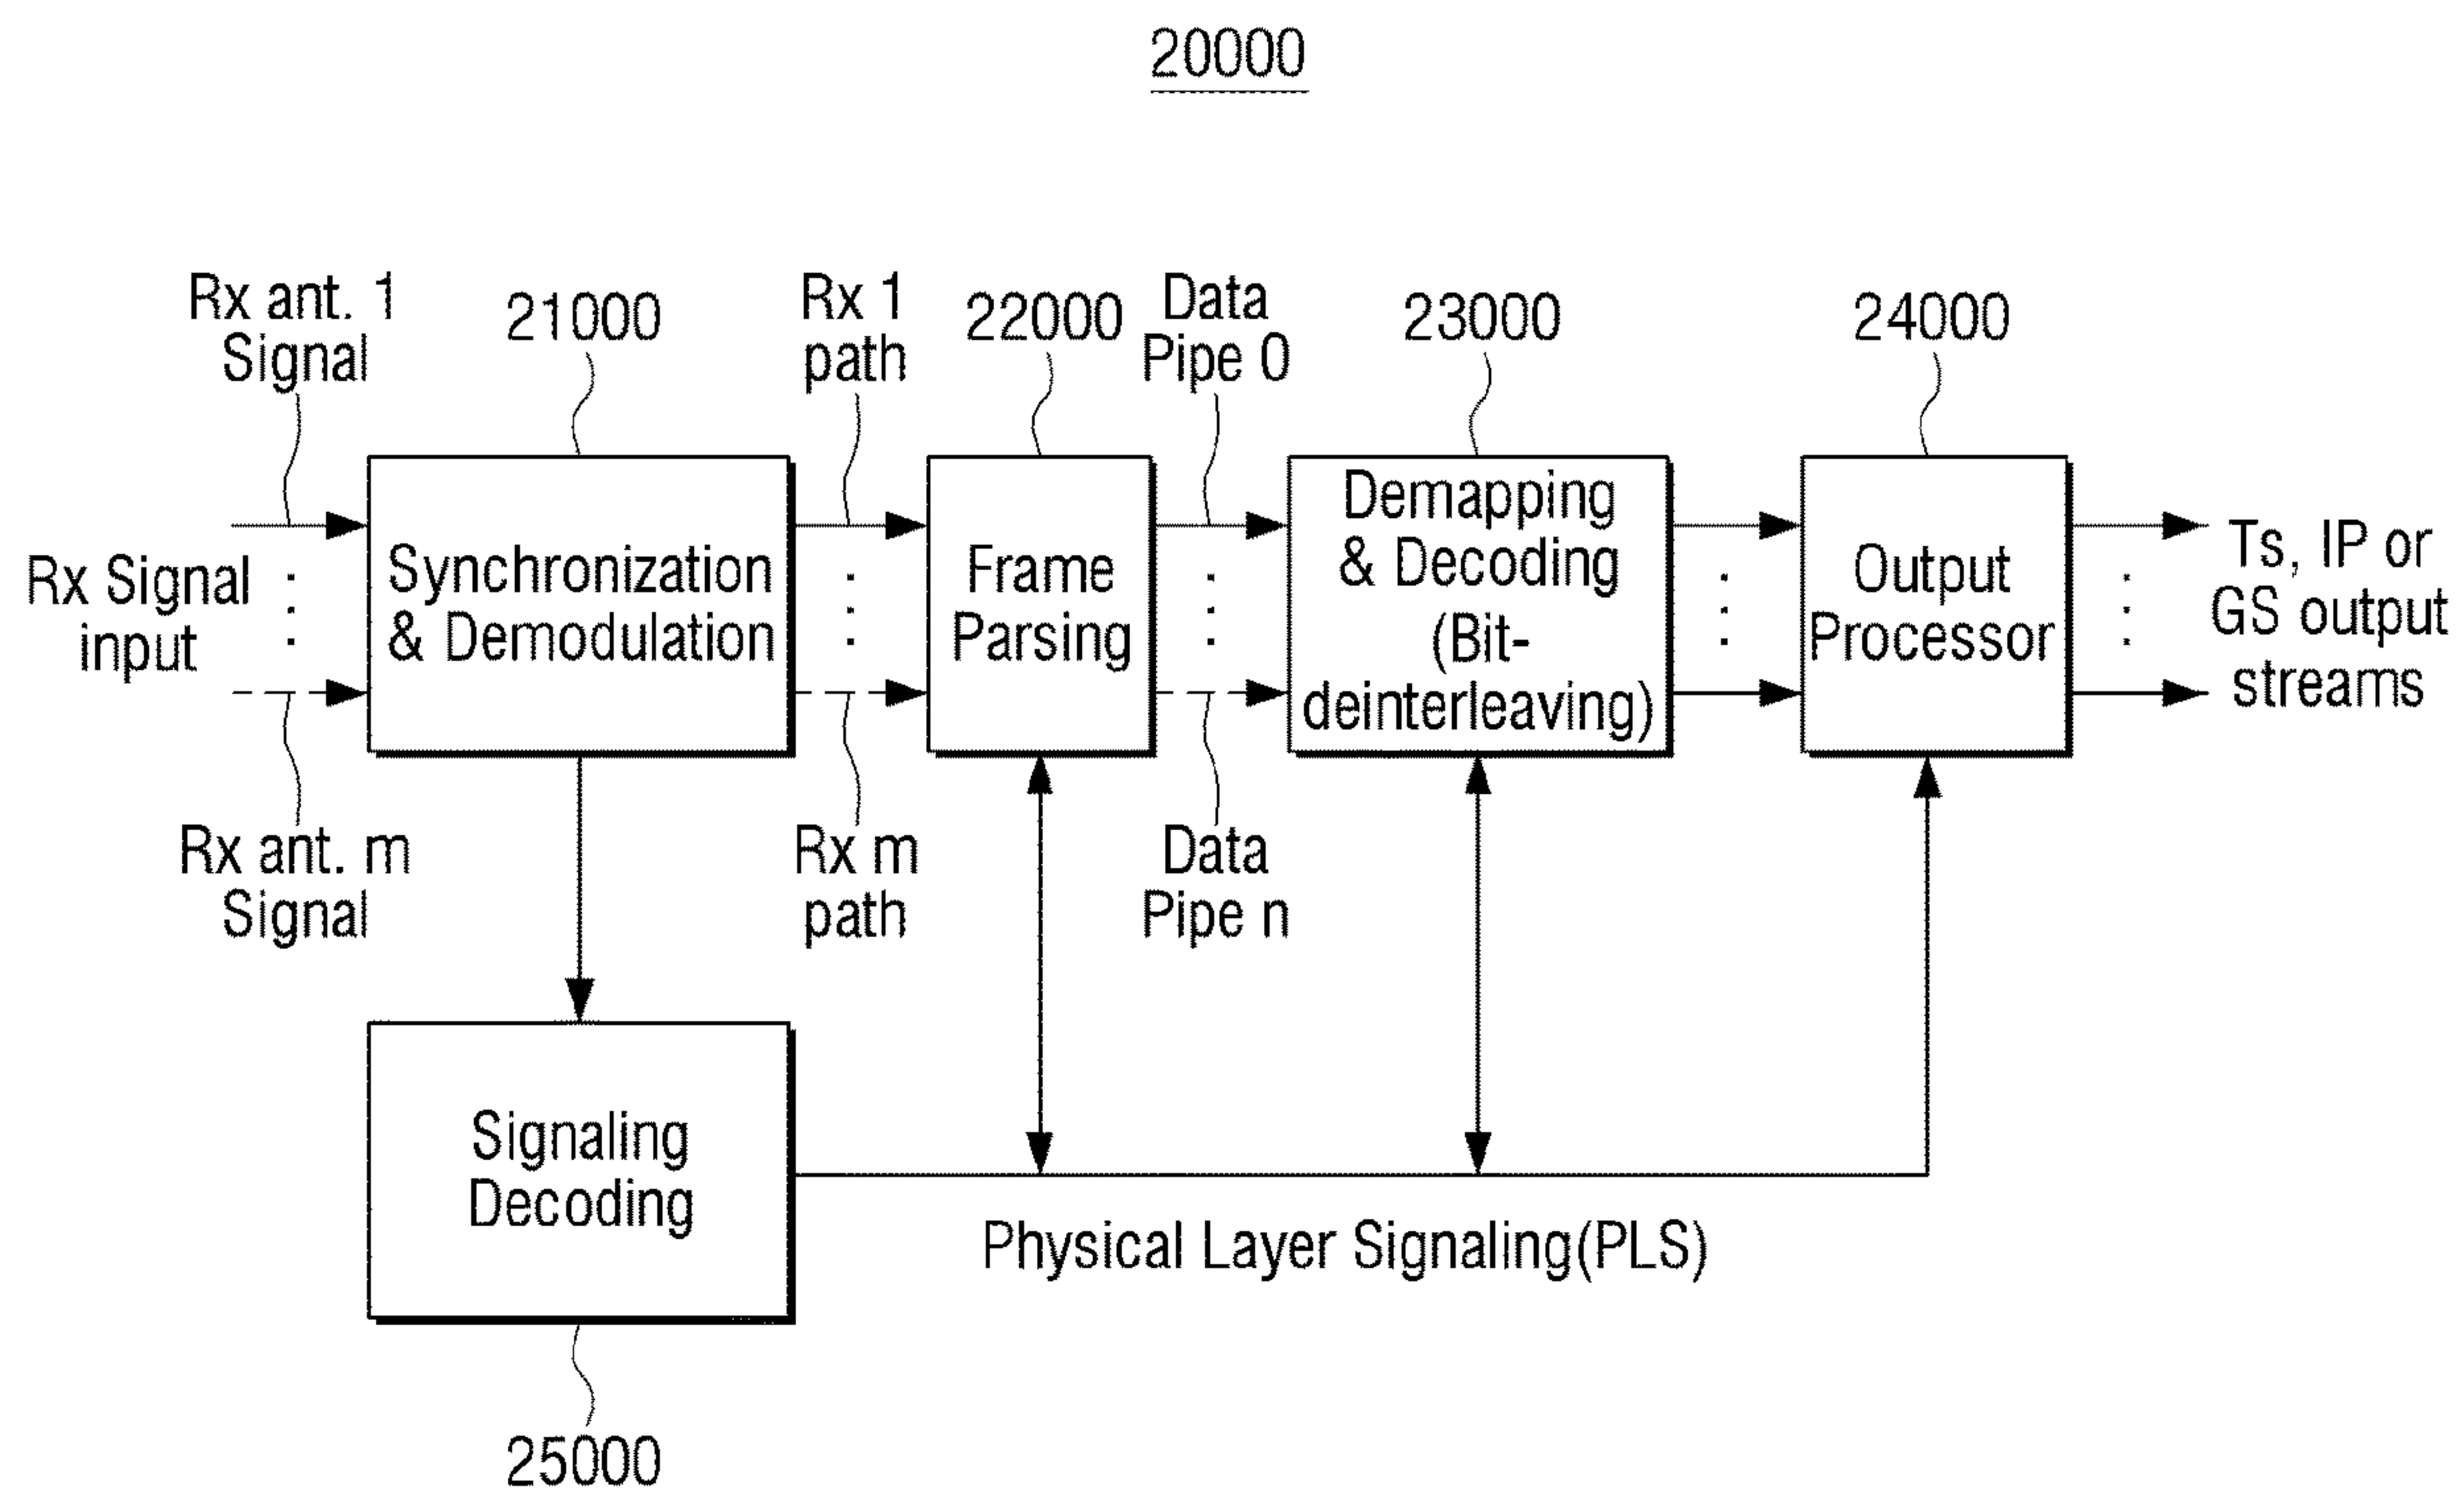 20000
Rx ant. 1
Signal
21000
Rx 1
path
22000
Data
Pipe 0
23000
24000
Rx Signal
input
Synchronization
& Demodulation
Frame
Parsing
Demapping
& Decoding
(Bit-
deinterleaving)
Output
Processor
Ts, IP or
GS output
streams
Rx ant. m
Signal
Rx m
path
Data
Pipe n
Signaling
Decoding
Physical Layer Signaling(PLS)
25000